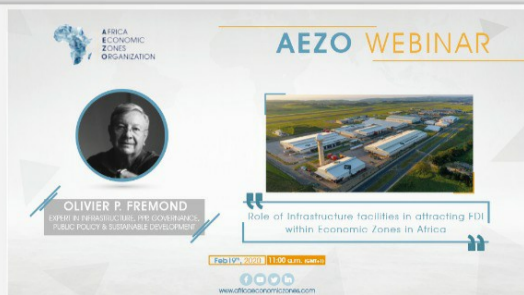 AFRICA
ECONOMIC
ZONES
ORGANIZATION
AEZO WEBINAR
OLIVIER P. FREMOND
EXPERT IN INFRASTRUCTURE, PPP, GOVERNANCE,
PUBLIC POLICY & SUSTAINABLE DEVELOPMENT
Role of Infrastructure facilities in attracting FDI
within Economic Zones in Africa
11:00 a.m.
www.africaeconomiczones.com